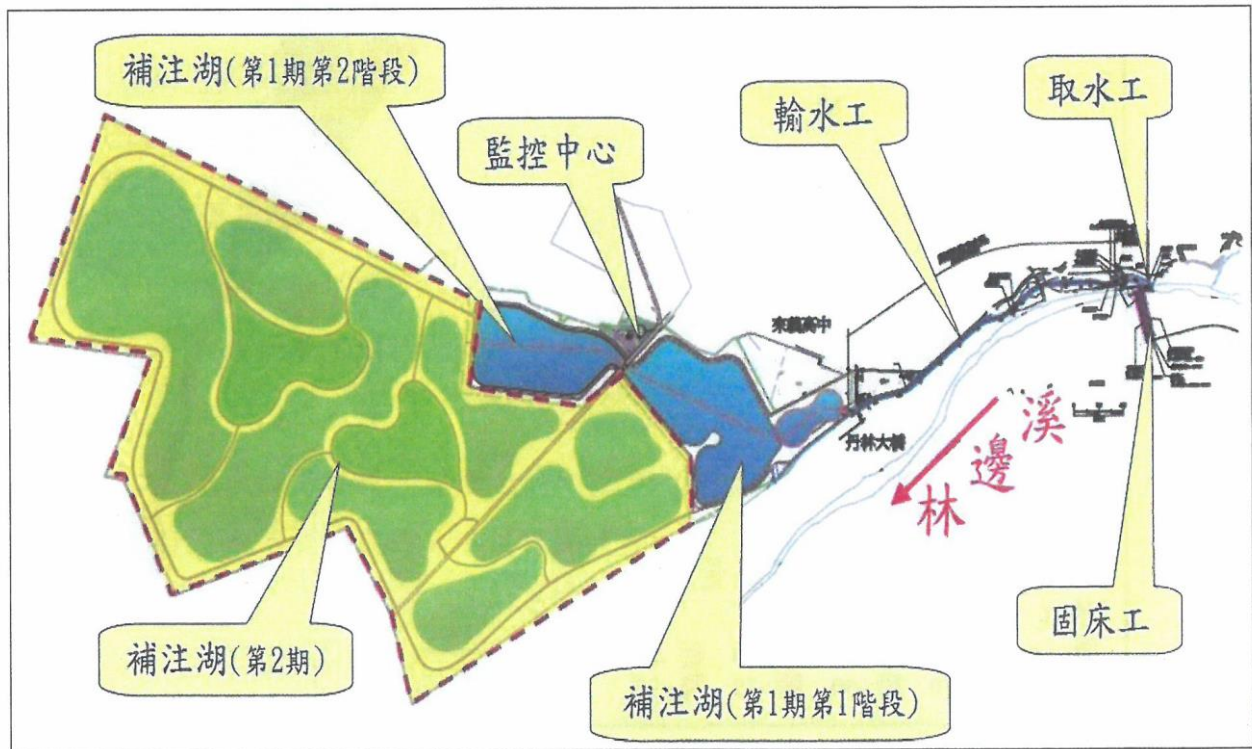 補注湖(第1期第2階段)
監控中心
輸水工
取水工
來義高中
丹林大橋
林邊溪
固床工
補注湖(第2期)
補注湖(第1期第1階段)